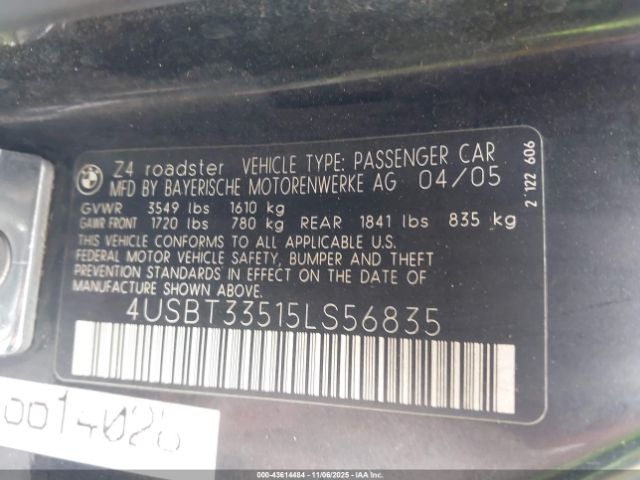 BMW
Z4 roadster VEHICLE TYPE: PASSENGER CAR
MFD BY BAYERISCHE MOTORENWERKE AG 04/05
GVWR 3549 lbs 1610 kg
GAWR FRONT 1720 lbs 780 kg REAR 1841 lbs 835 kg
THIS VEHICLE CONFORMS TO ALL APPLICABLE U.S.
FEDERAL MOTOR VEHICLE SAFETY, BUMPER AND THEFT
PREVENTION STANDARDS IN EFFECT ON THE DATE OF
MANUFACTURE SHOWN ABOVE.
4USBT33515LS56835
2 122 606
000-43614484 - 11/06/2025 - IAAI.com